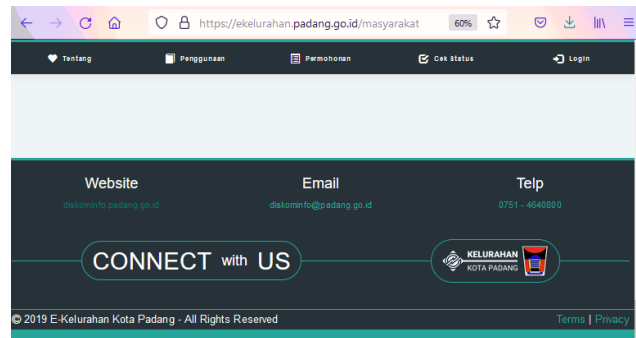 https://ekelurahan.padang.go.id/masyarakat 60%
Tentang Penggunaan Permohonan Cek Status Login
Website Email Telp
diskominfo.padang.go.id diskominfo@padang.go.id 0751 - 4640800
CONNECT with US KELURAHAN
KOTA PADANG
© 2019 E-Kelurahan Kota Padang - All Rights Reserved Terms | Privacy